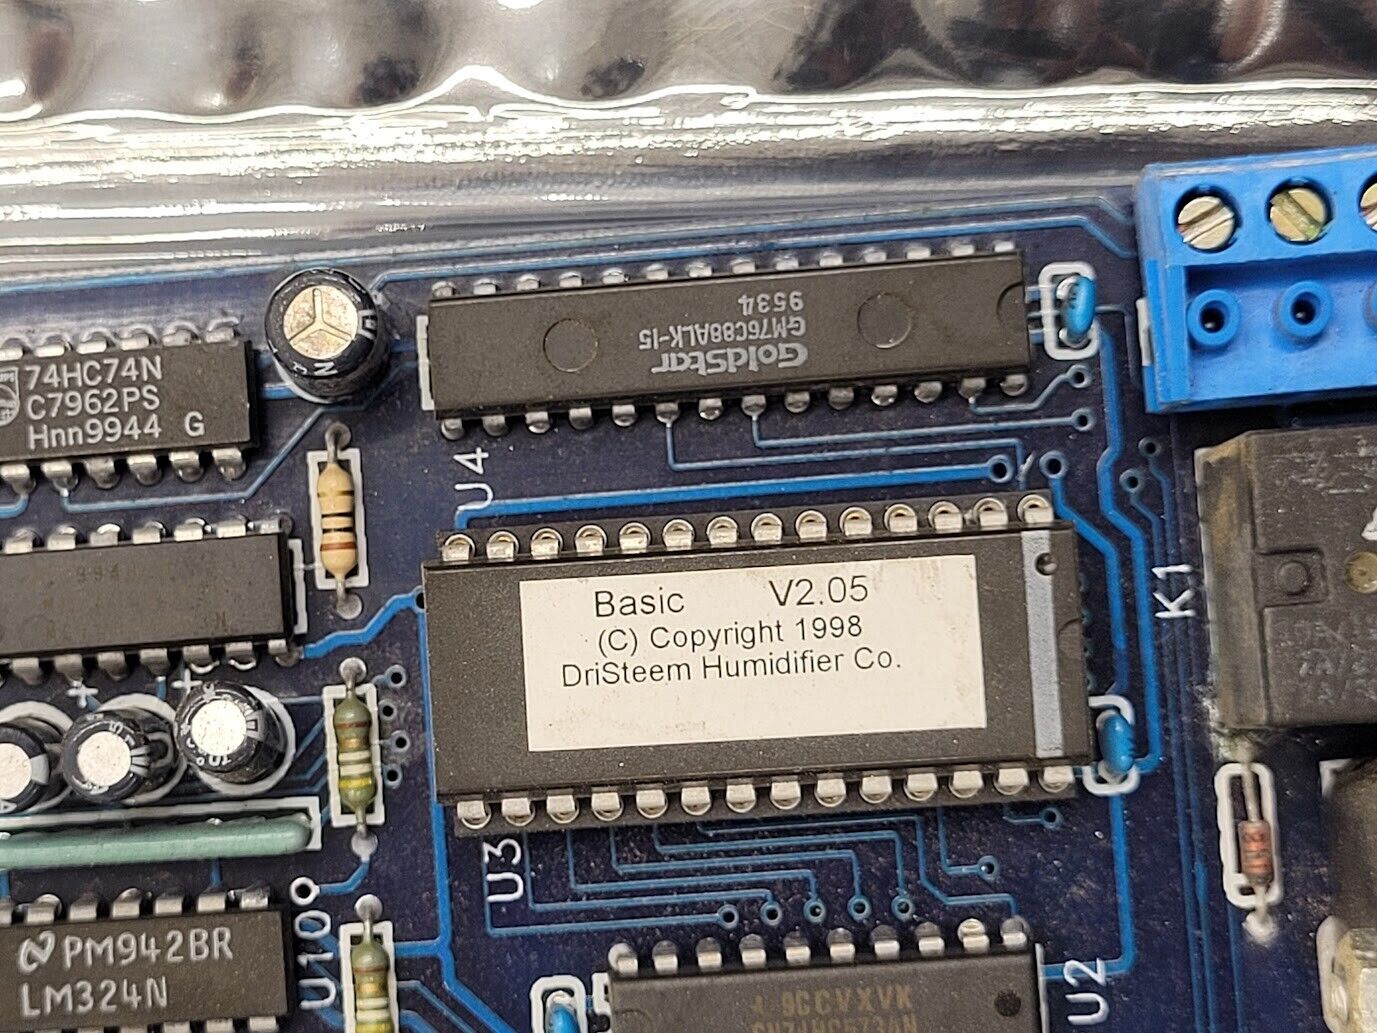 GoldStar
GM76C88ALK-15
9534
74HC74N
C7962PS
Hnn9944 G
U4
Basic V2.05
(C) Copyright 1998
DriSteem Humidifier Co.
K1
U3
U10
PM942BR
LM324N
U2